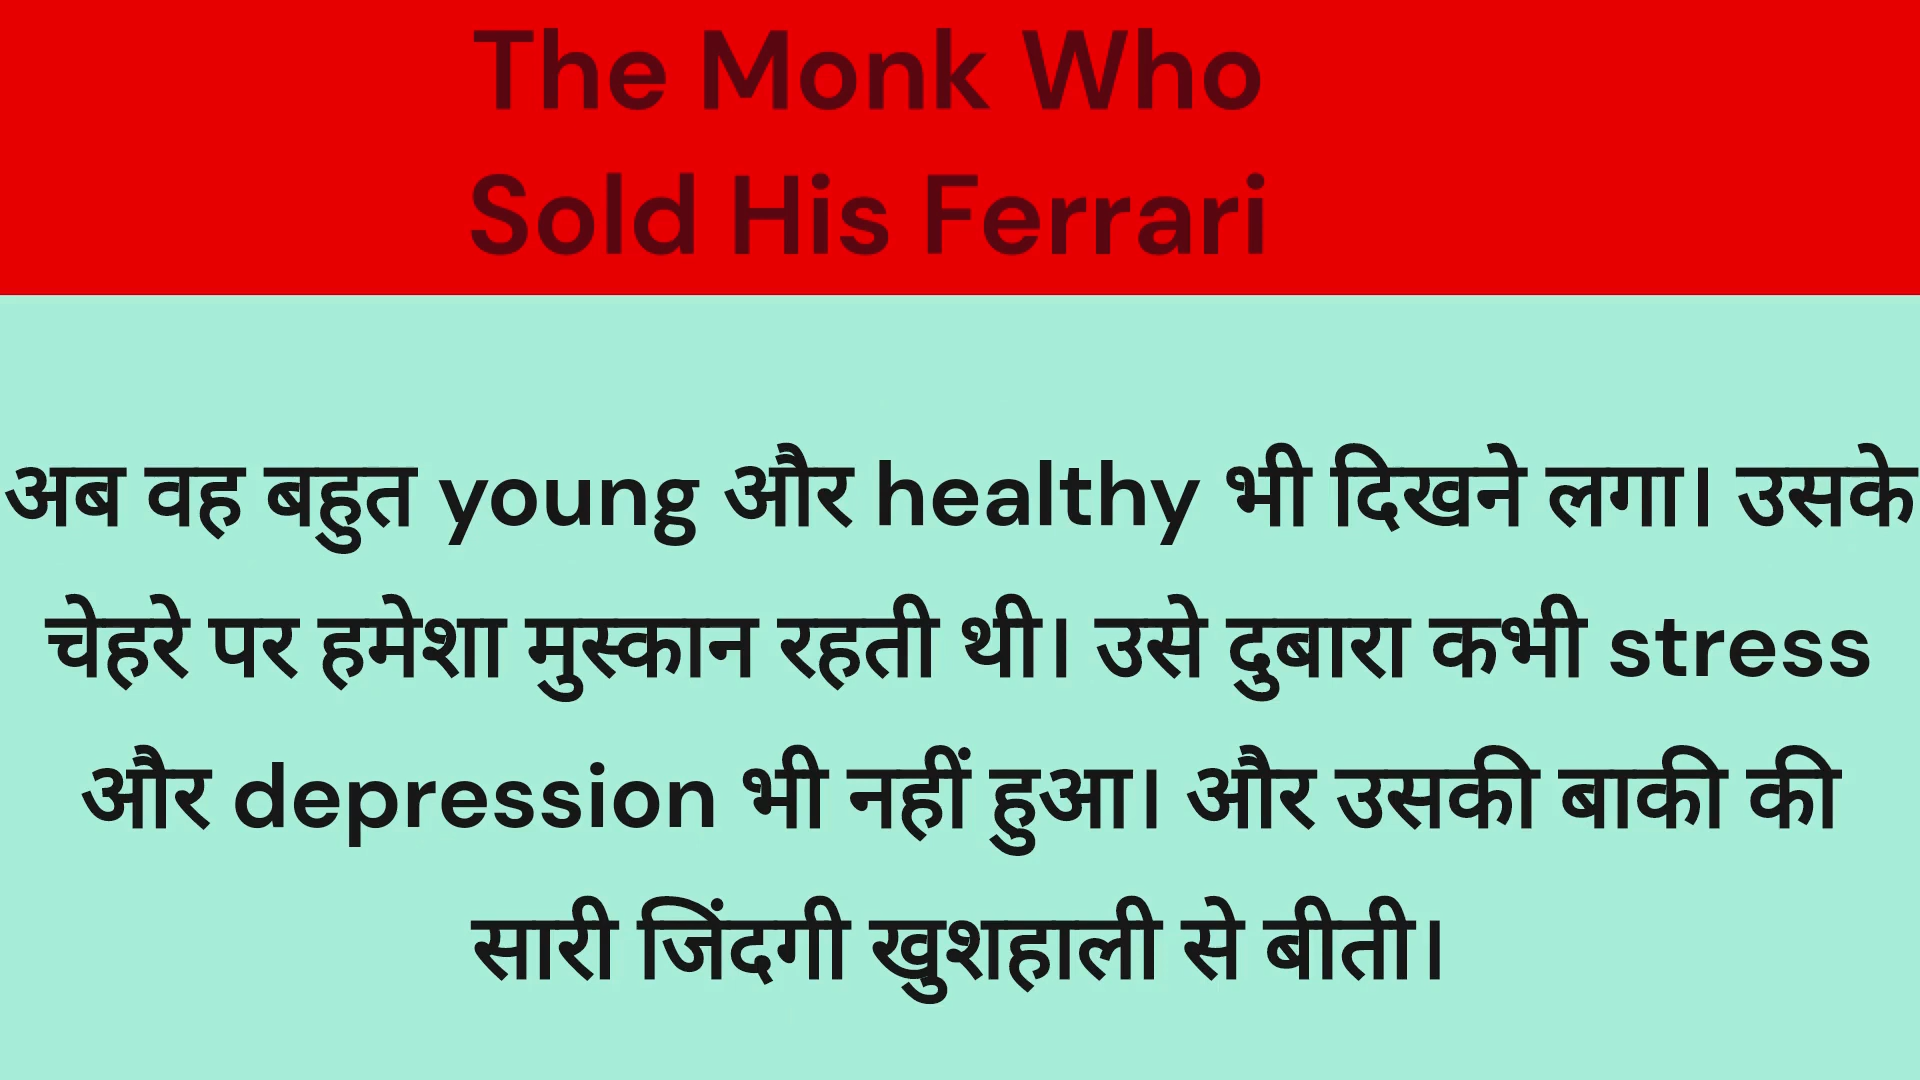 The Monk Who
Sold His Ferrari
अब वह बहुत young और healthy भी दिखने लगा। उसके
चेहरे पर हमेशा मुस्कान रहती थी। उसे दुबारा कभी stress
और depression भी नहीं हुआ। और उसकी बाकी की
सारी जिंदगी खुशहाली से बीती।